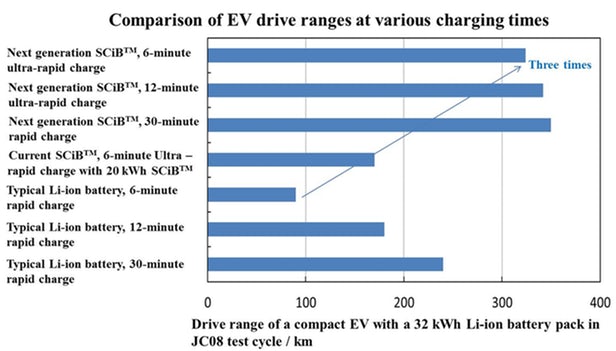 Comparison of EV drive ranges at various charging times
Next generation SCiB™, 6-minute
ultra-rapid charge
Three times
Next generation SCiB™, 12-minute
ultra-rapid charge
Next generation SCiB™, 30-minute
rapid charge
Current SCiB™, 6-minute Ultra –
rapid charge with 20 kWh SCiB™
Typical Li-ion battery, 6-minute
rapid charge
Typical Li-ion battery, 12-minute
rapid charge
Typical Li-ion battery, 30-minute
rapid charge
0 100 200 300 400
Drive range of a compact EV with a 32 kWh Li-ion battery pack in
JC08 test cycle / km